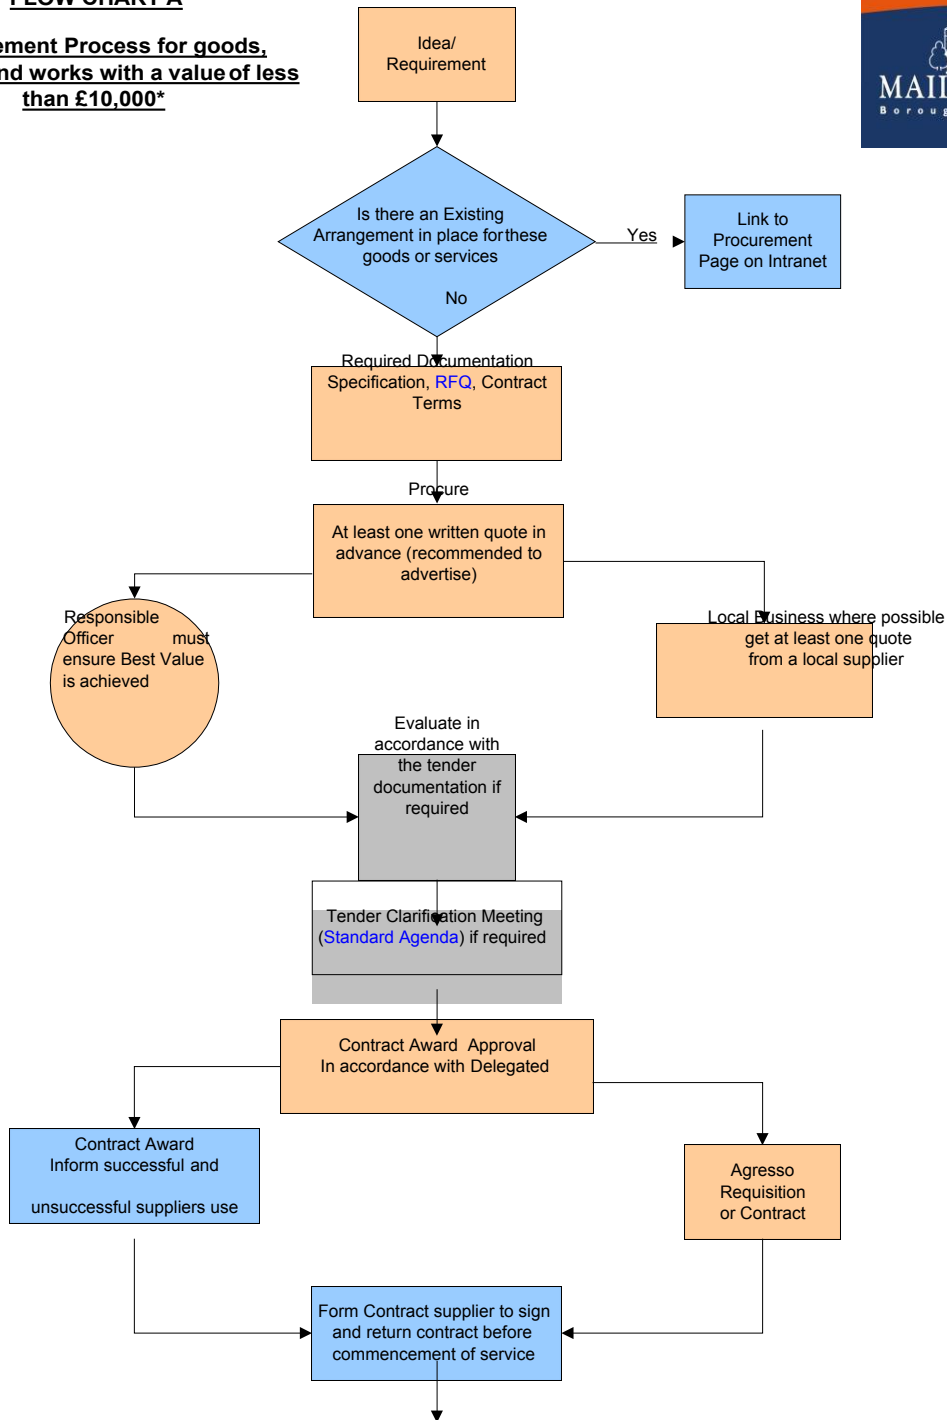 FLOW CHART A
ement Process for goods,
nd works with a value of less
than £10,000*
MAID
Boroug
Idea/
Requirement
Is there an Existing
Arrangement in place forthese
goods or services
No
Yes
Link to
Procurement
Page on Intranet
Required Documentation
Specification, RFQ, Contract
Terms
Procure
At least one written quote in
advance (recommended to
advertise)
Responsible
Officer must
ensure Best Value
is achieved
Local Business where possible
get at least one quote
from a local supplier
Evaluate in
accordance with
the tender
documentation if
required
Tender Clarification Meeting
(Standard Agenda) if required
Contract Award Approval
In accordance with Delegated
Contract Award
Inform successful and
unsuccessful suppliers use
Agresso
Requisition
or Contract
Form Contract supplier to sign
and return contract before
commencement of service